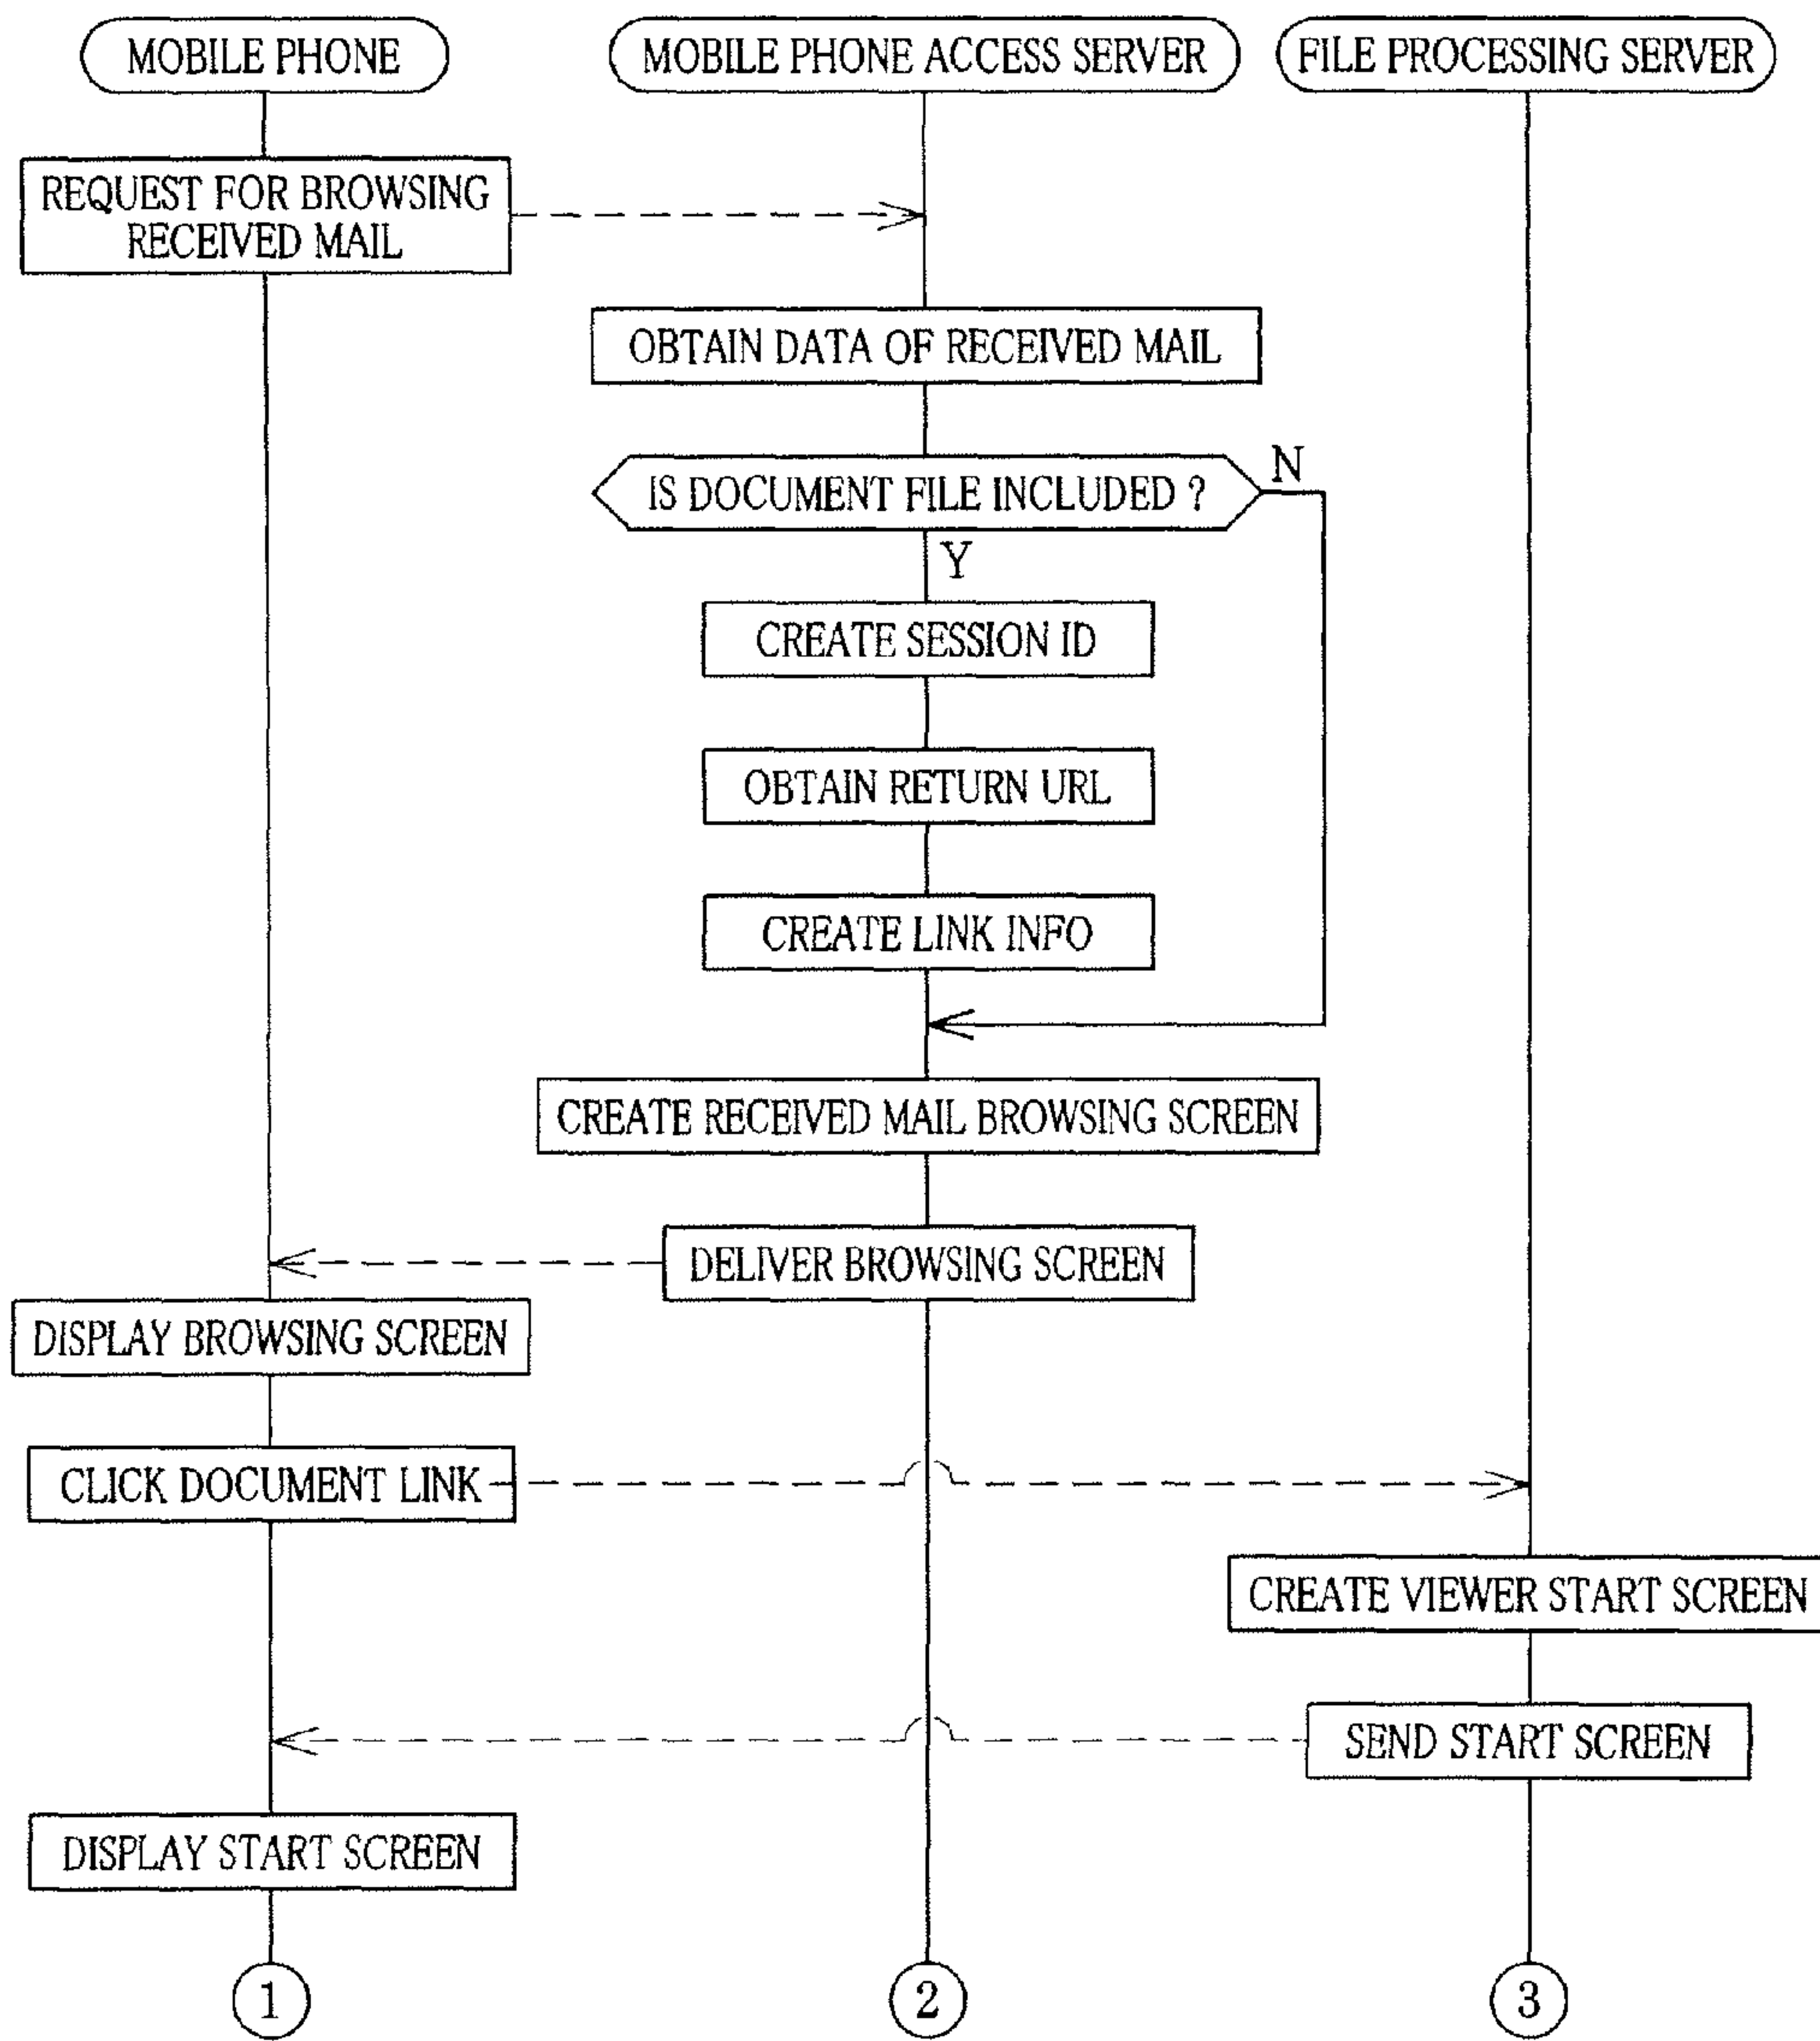 MOBILE PHONE
MOBILE PHONE ACCESS SERVER
FILE PROCESSING SERVER
REQUEST FOR BROWSING
RECEIVED MAIL
OBTAIN DATA OF RECEIVED MAIL
IS DOCUMENT FILE INCLUDED ?
N
Y
CREATE SESSION ID
OBTAIN RETURN URL
CREATE LINK INFO
CREATE RECEIVED MAIL BROWSING SCREEN
DELIVER BROWSING SCREEN
DISPLAY BROWSING SCREEN
CLICK DOCUMENT LINK
CREATE VIEWER START SCREEN
SEND START SCREEN
DISPLAY START SCREEN
1
2
3